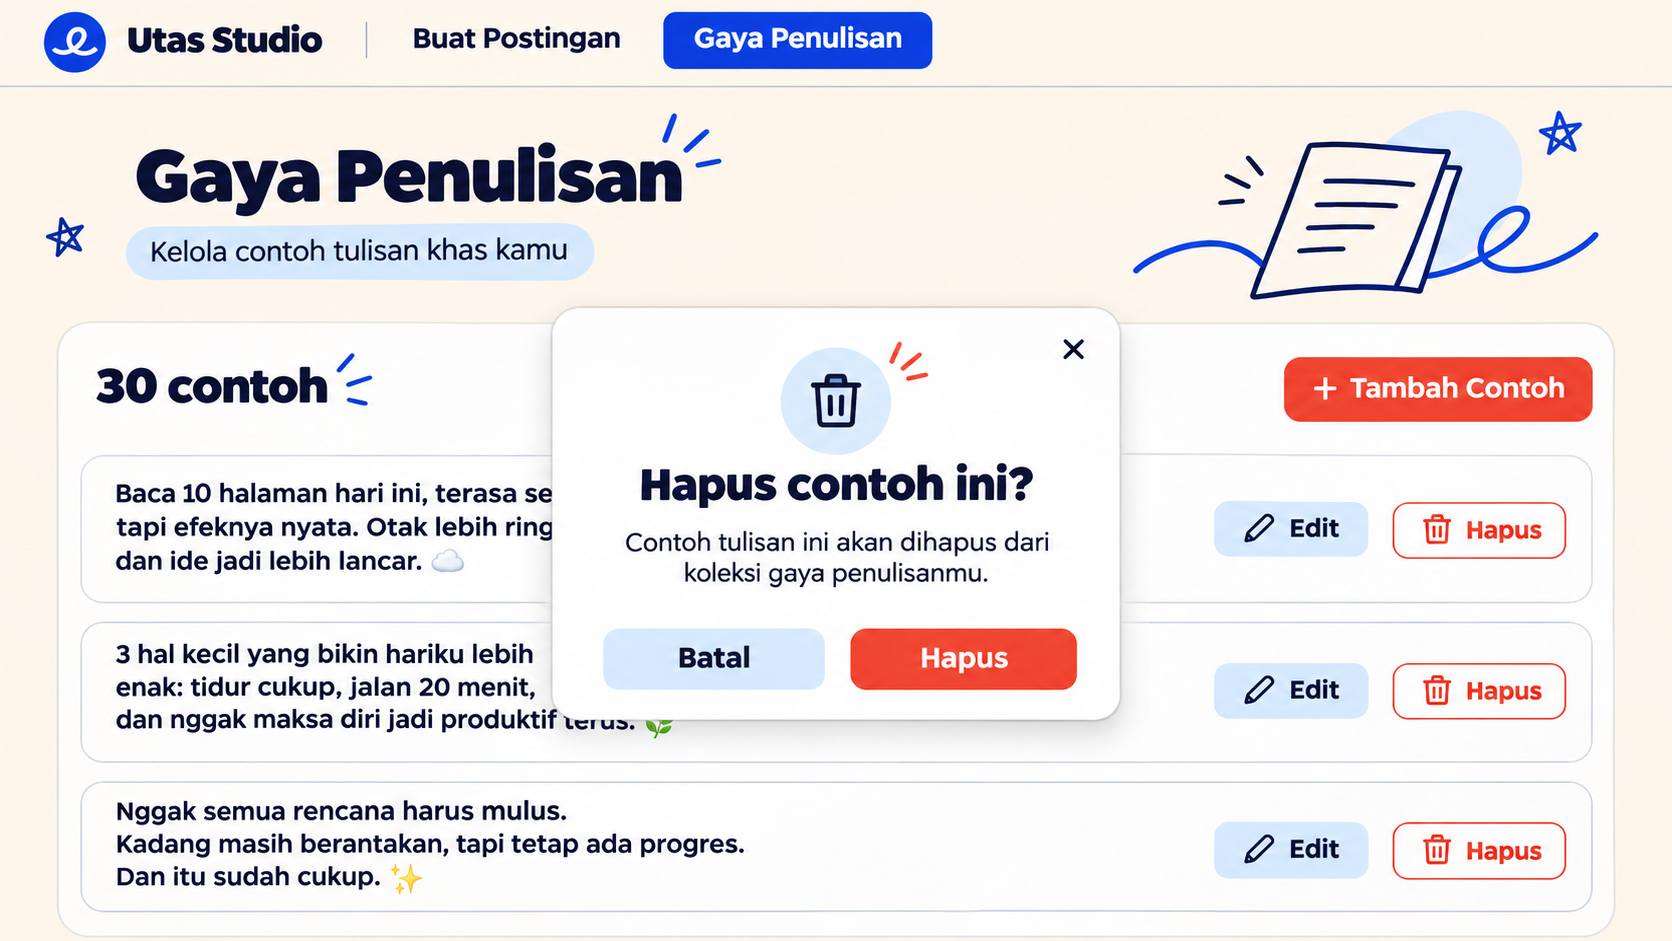 Utas Studio
Buat Postingan
Gaya Penulisan
Gaya Penulisan
Kelola contoh tulisan khas kamu
30 contoh
+ Tambah Contoh
Baca 10 halaman hari ini, terasa
tapi efeknya nyata. Otak lebih
dan ide jadi lebih lancar. ☁️
Edit
Hapus
3 hal kecil yang bikin hariku lebih
enak: tidur cukup, jalan 20 menit,
dan nggak maksa diri jadi produktif terus. 🌿
Edit
Hapus
Nggak semua rencana harus mulus.
Kadang masih berantakan, tapi tetap ada progres.
Dan itu sudah cukup. ✨
Edit
Hapus
Hapus contoh ini?
Contoh tulisan ini akan dihapus dari
koleksi gaya penulisanmu.
Batal
Hapus